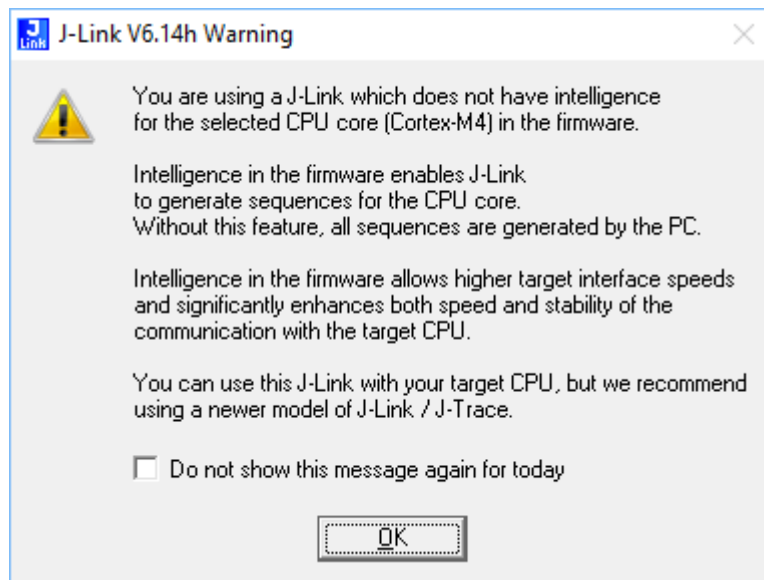 J Link J-Link V6.14h Warning
You are using a J-Link which does not have intelligence
for the selected CPU core (Cortex-M4) in the firmware.
Intelligence in the firmware enables J-Link
to generate sequences for the CPU core.
Without this feature, all sequences are generated by the PC.
Intelligence in the firmware allows higher target interface speeds
and significantly enhances both speed and stability of the
communication with the target CPU.
You can use this J-Link with your target CPU, but we recommend
using a newer model of J-Link / J-Trace.
Do not show this message again for today
OK